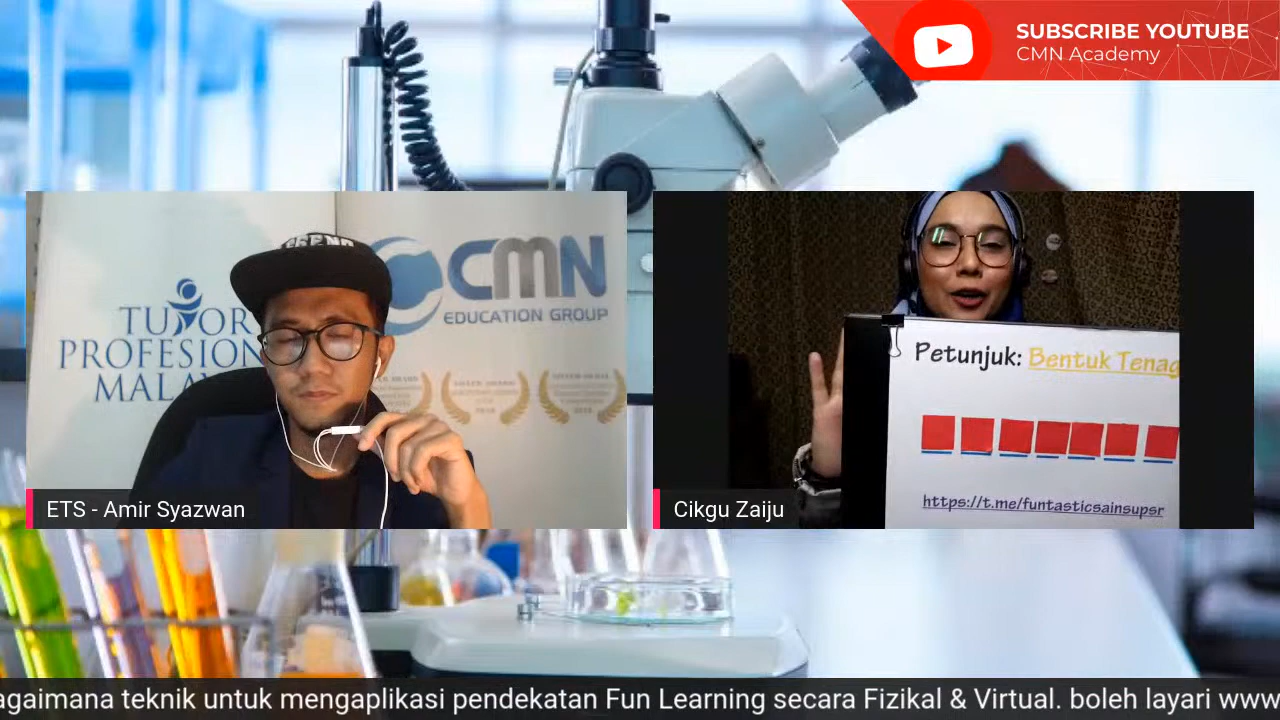 SUBSCRIBE YOUTUBE
CMN Academy
TUTOR
PROFESION
MALA
CMN
EDUCATION GROUP
Petunjuk: Bentuk Tenag
https://t.me/funtasticsainsupsr
ETS - Amir Syazwan
Cikgu Zaiju
agaimana teknik untuk mengaplikasi pendekatan Fun Learning secara Fizikal & Virtual. boleh layari www